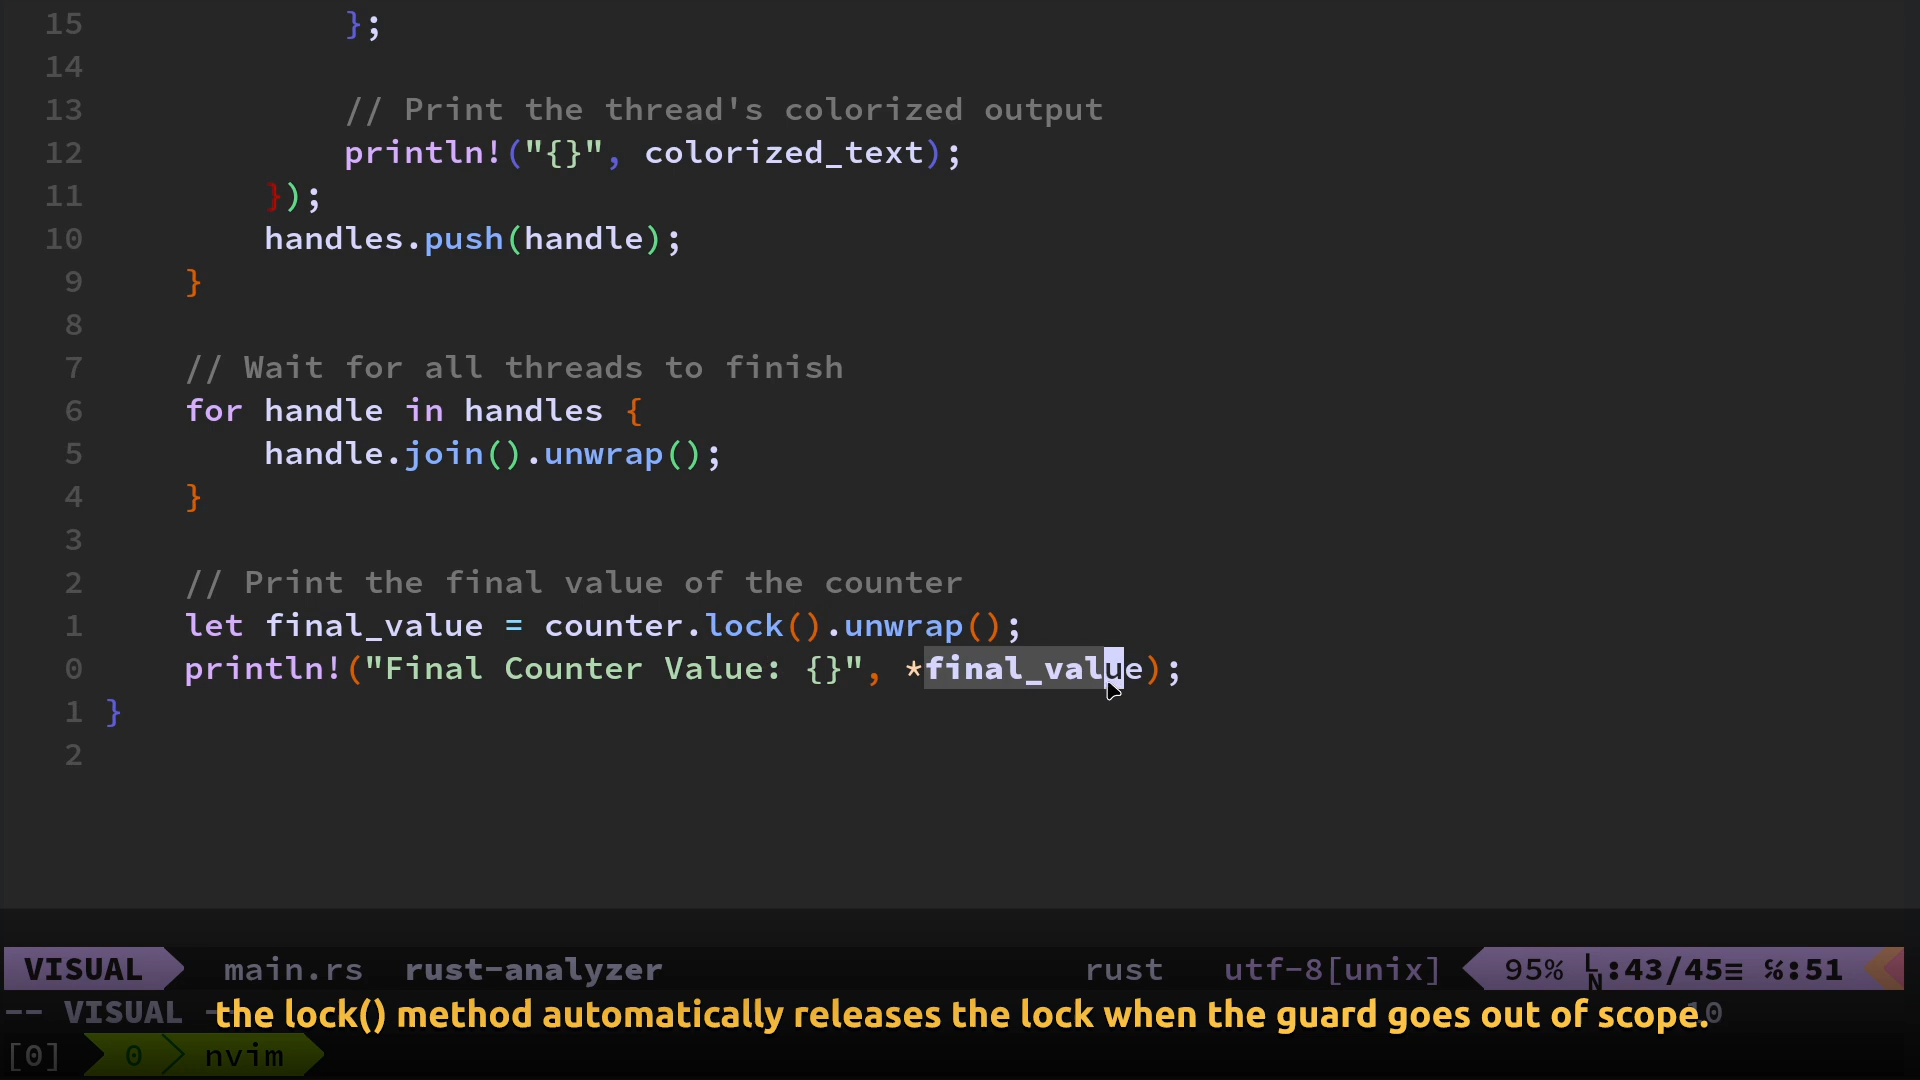 15             };
14
13             // Print the thread's colorized output
12             println!("{}", colorized_text);
11         });
10         handles.push(handle);
9     }
8
7     // Wait for all threads to finish
6     for handle in handles {
5         handle.join().unwrap();
4     }
3
2     // Print the final value of the counter
1     let final_value = counter.lock().unwrap();
0     println!("Final Counter Value: {}", *final_value);
1 }
2
VISUAL main.rs rust-analyzer rust utf-8[unix] 95% LN:43/45≡ ℅:51
-- VISUAL -- 10
the lock() method automatically releases the lock when the guard goes out of scope.
[0] 0 nvim